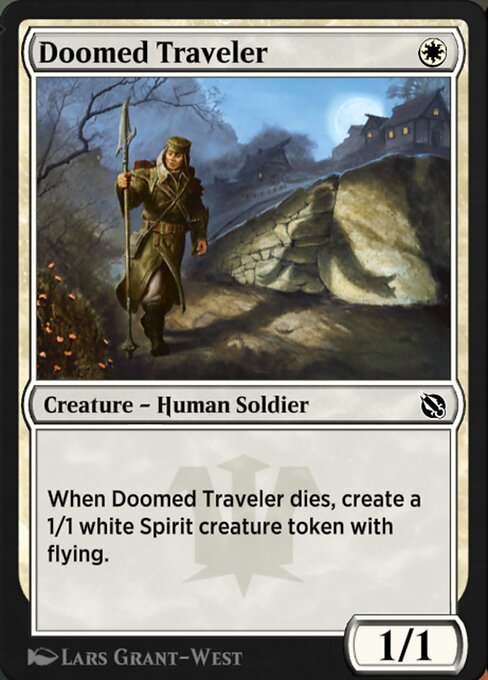 Doomed Traveler
Creature – Human Soldier
When Doomed Traveler dies, create a
1/1 white Spirit creature token with
flying.
1/1
Lars Grant–West